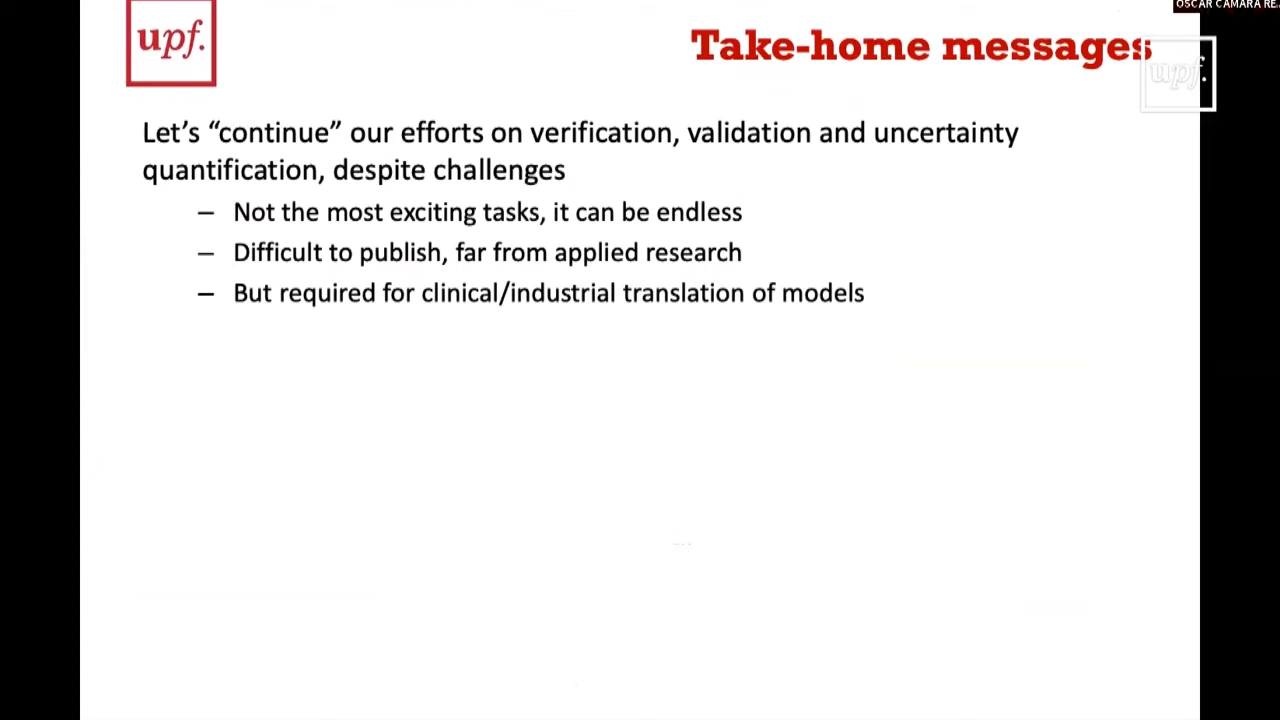 OSCAR CAMARA RE.
upf.
Take-home messages
upf.
Let's “continue” our efforts on verification, validation and uncertainty
quantification, despite challenges
– Not the most exciting tasks, it can be endless
– Difficult to publish, far from applied research
– But required for clinical/industrial translation of models